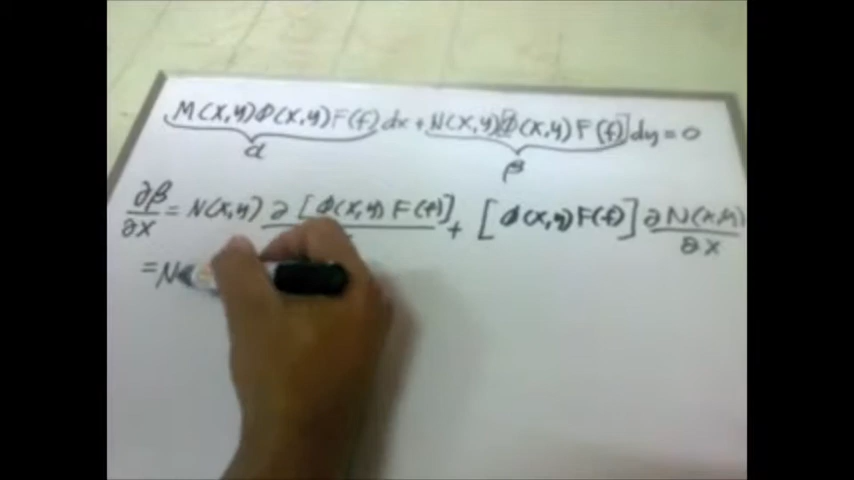 M(x,y)Φ(x,y)F(f)dx + N(x,y)[Φ(x,y)F(f)]dy = 0
α β
∂β/∂x = N(x,y) ∂[Φ(x,y)F(f)]/ + [Φ(x,y)F(f)] ∂N(x,y)/∂x
= N